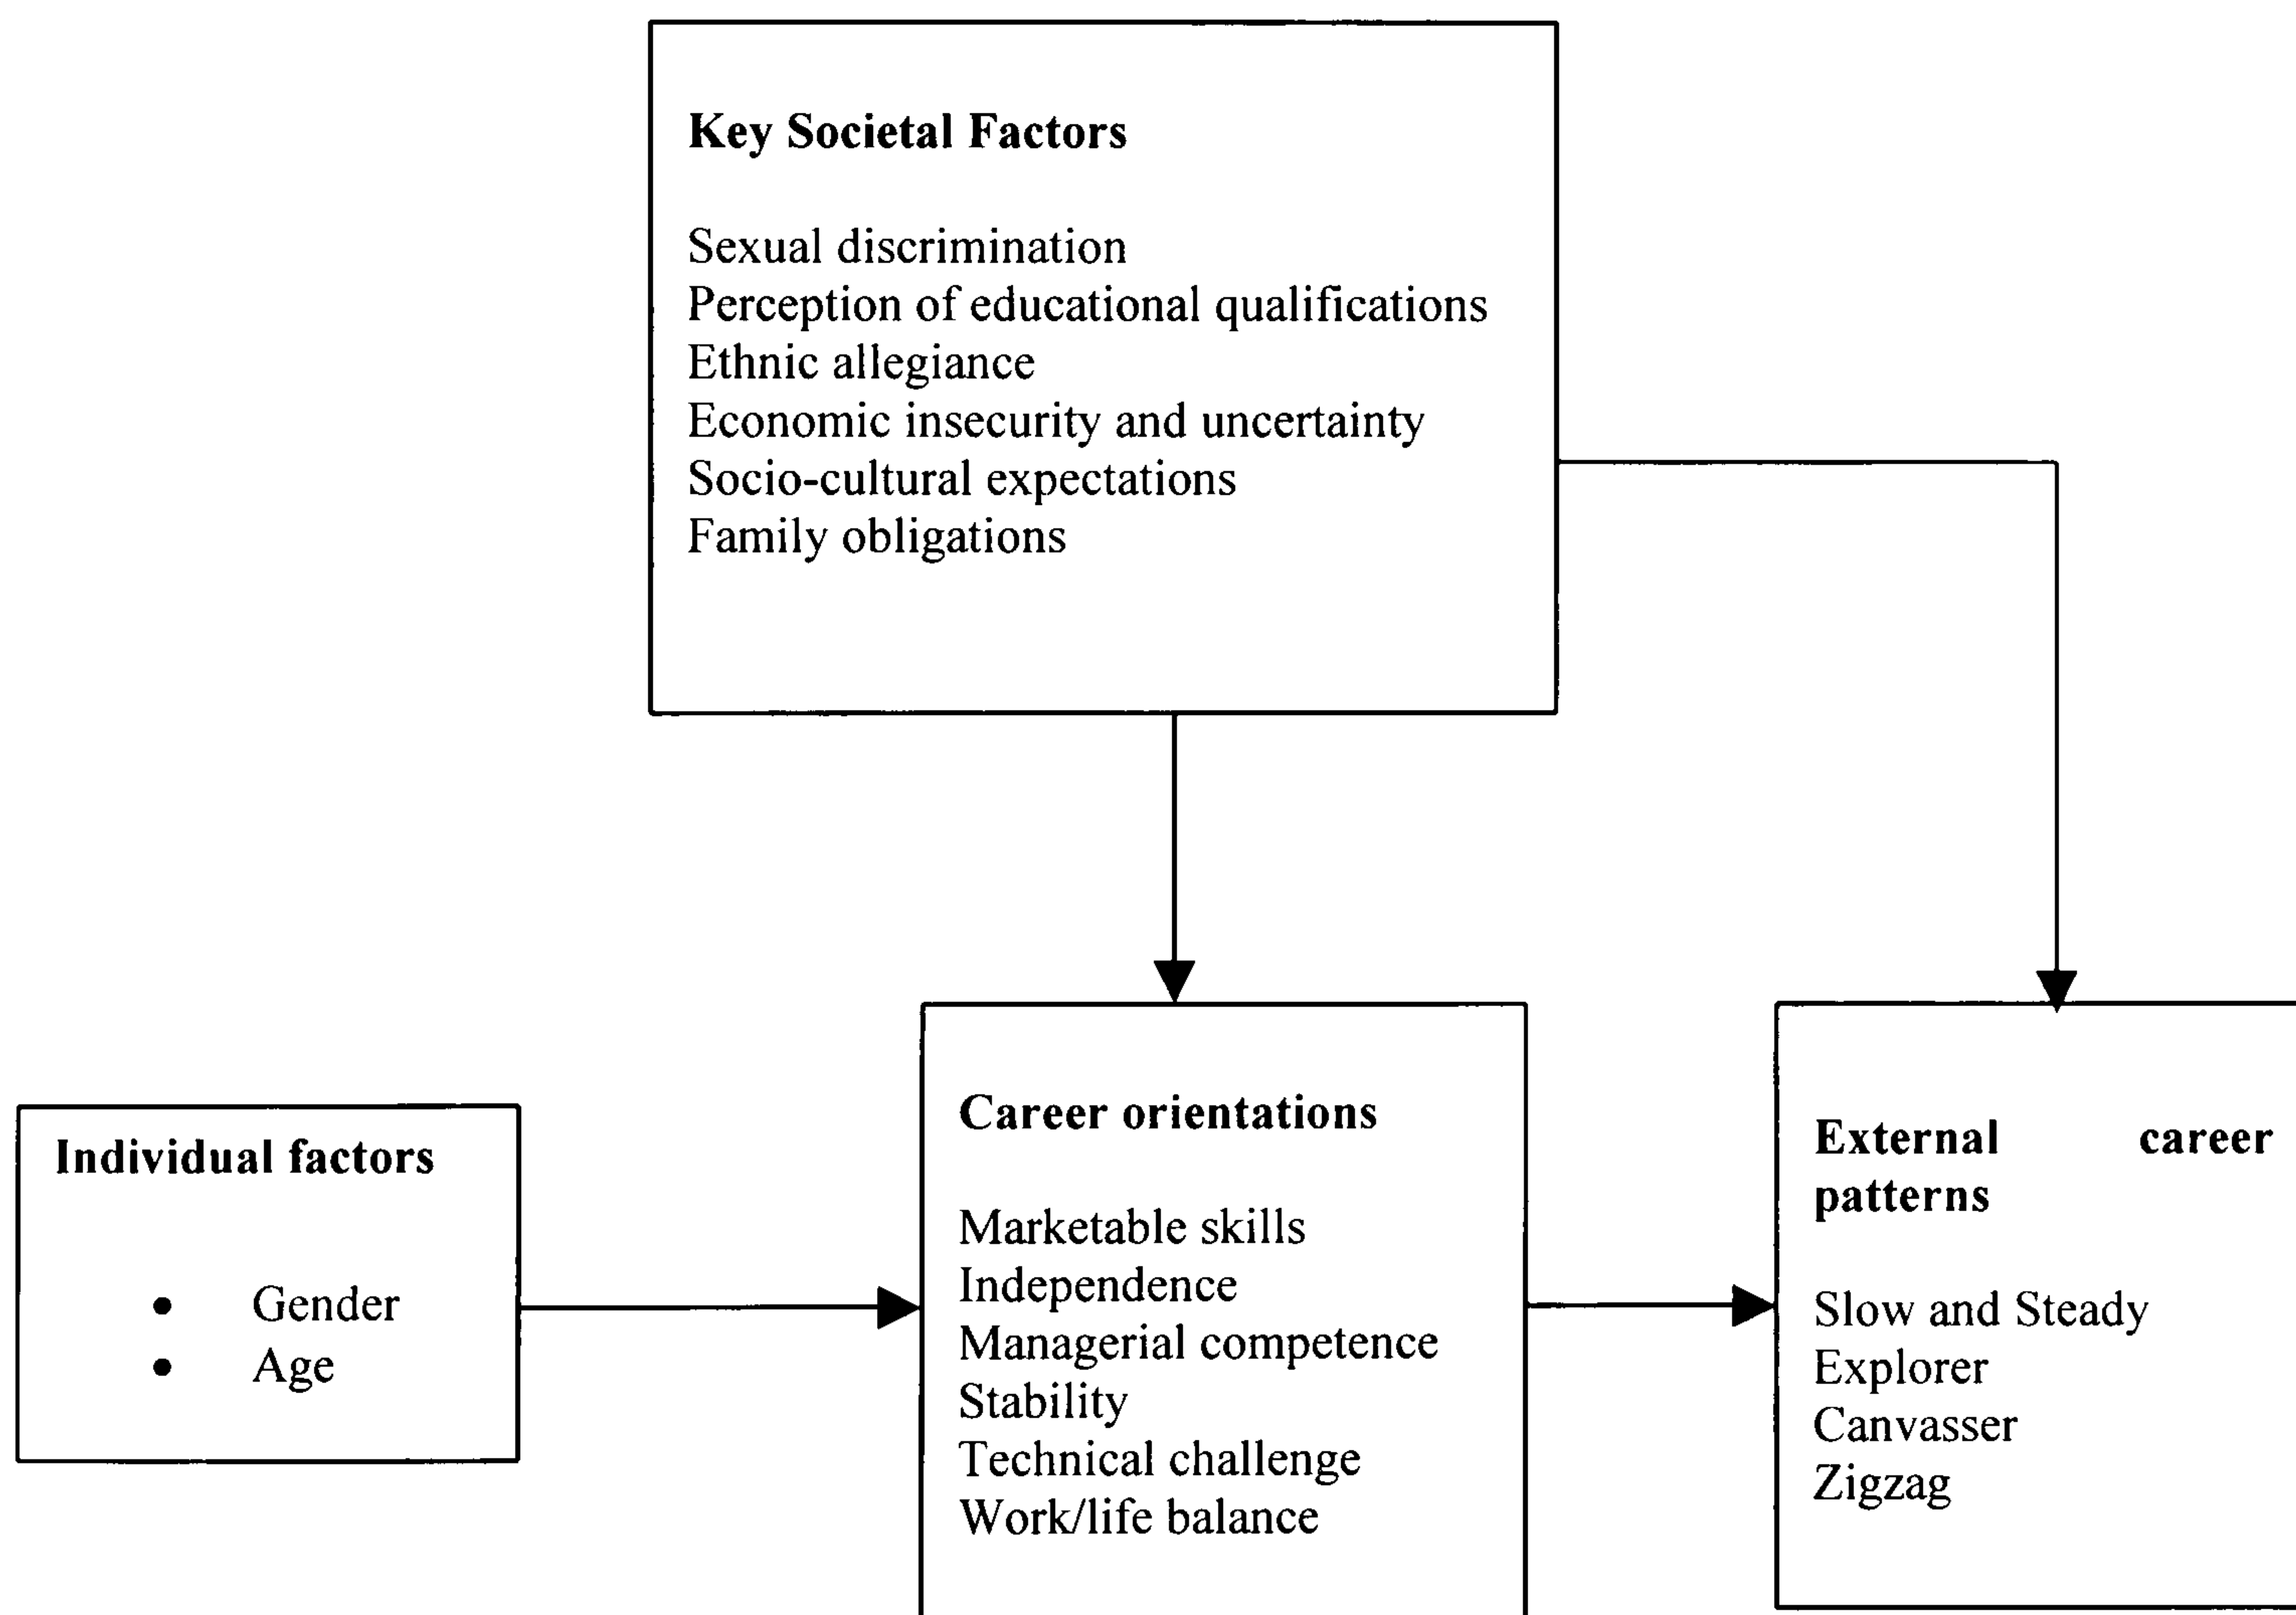 Key Societal Factors
Sexual discrimination
Perception of educational qualifications
Ethnic allegiance
Economic insecurity and uncertainty
Socio-cultural expectations
Family obligations
Individual factors
• Gender
• Age
Career orientations
Marketable skills
Independence
Managerial competence
Stability
Technical challenge
Work/life balance
External career
patterns
Slow and Steady
Explorer
Canvasser
Zigzag